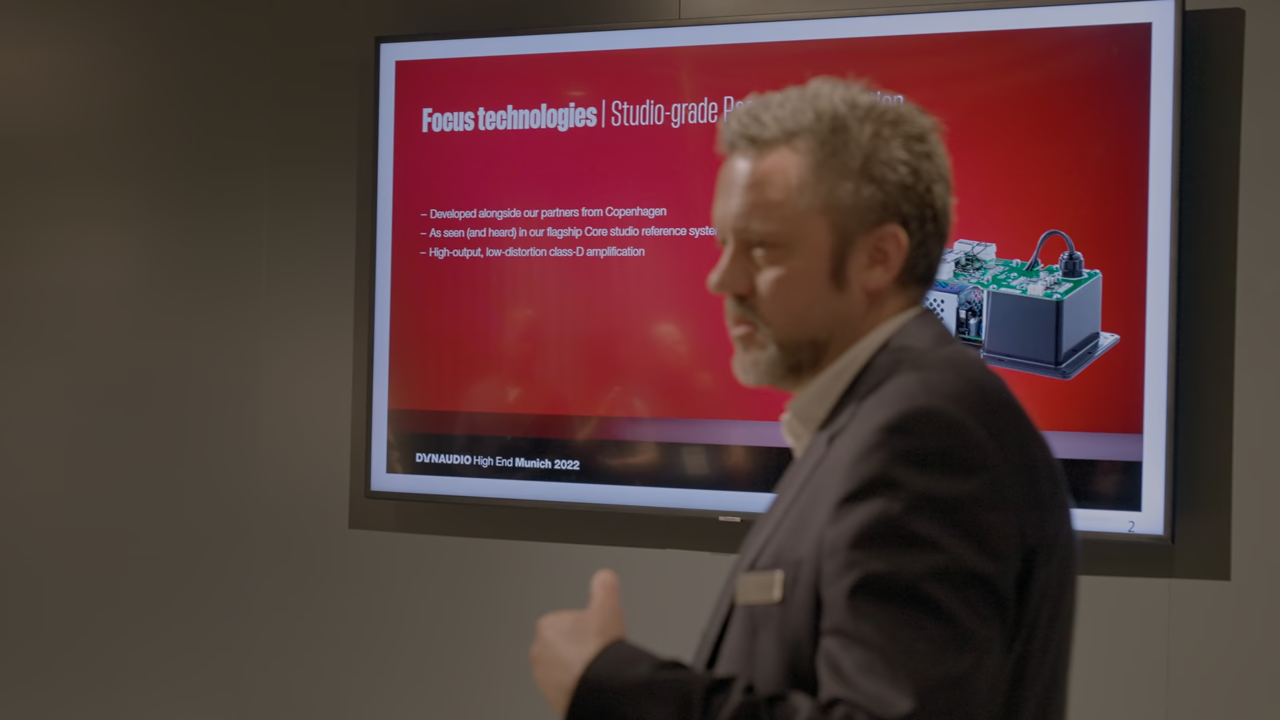 Focus technologies | Studio-grade
– Developed alongside our partners from Copenhagen
– As seen (and heard) in our flagship Core studio reference
– High-output, low-distortion class-D amplification
DYNAUDIO High End Munich 2022
2